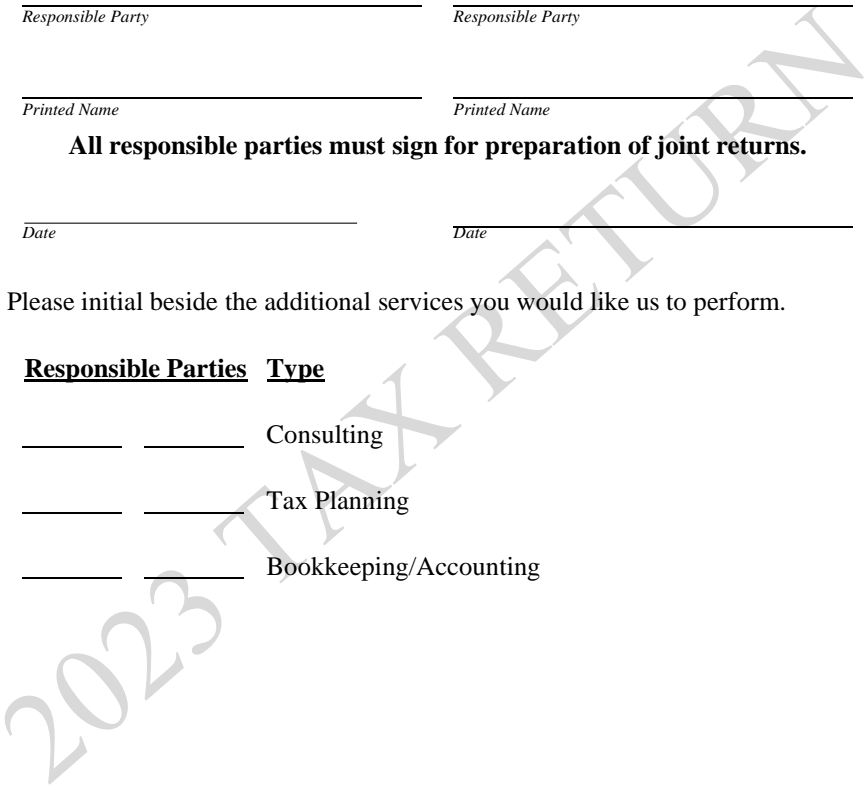 Responsible Party Responsible Party
Printed Name Printed Name
All responsible parties must sign for preparation of joint returns.
Date Date
Please initial beside the additional services you would like us to perform.
Responsible Parties Type
Consulting
Tax Planning
Bookkeeping/Accounting
2023 TAX RETURN